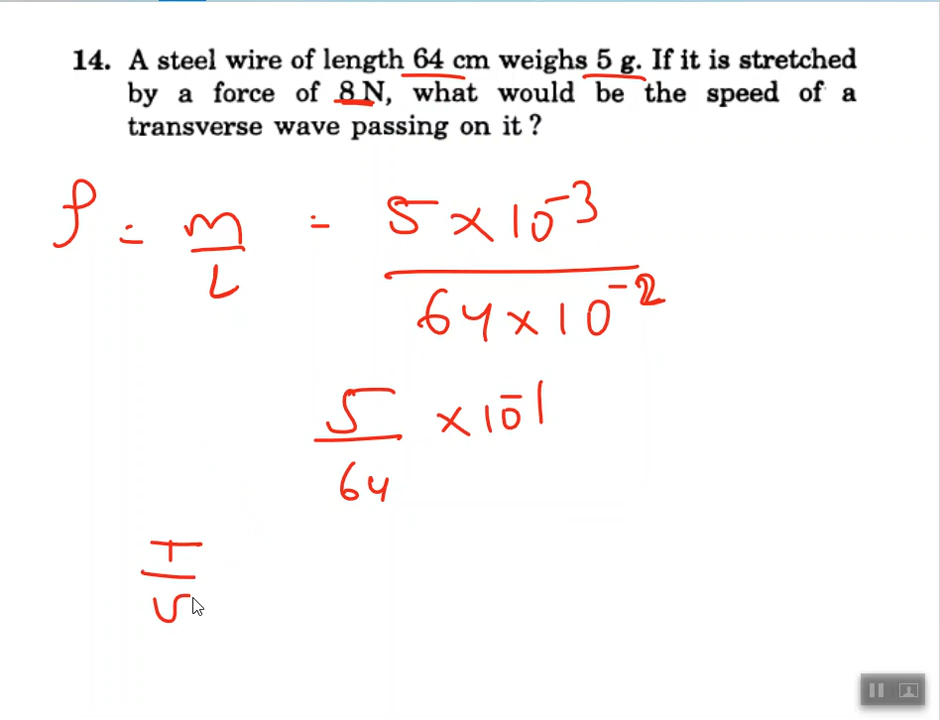 14. A steel wire of length 64 cm weighs 5 g. If it is stretched
by a force of 8 N, what would be the speed of a
transverse wave passing on it ?
ρ = m/L = 5 × 10⁻³ / 64 × 10⁻²
5/64 × 10⁻¹
T